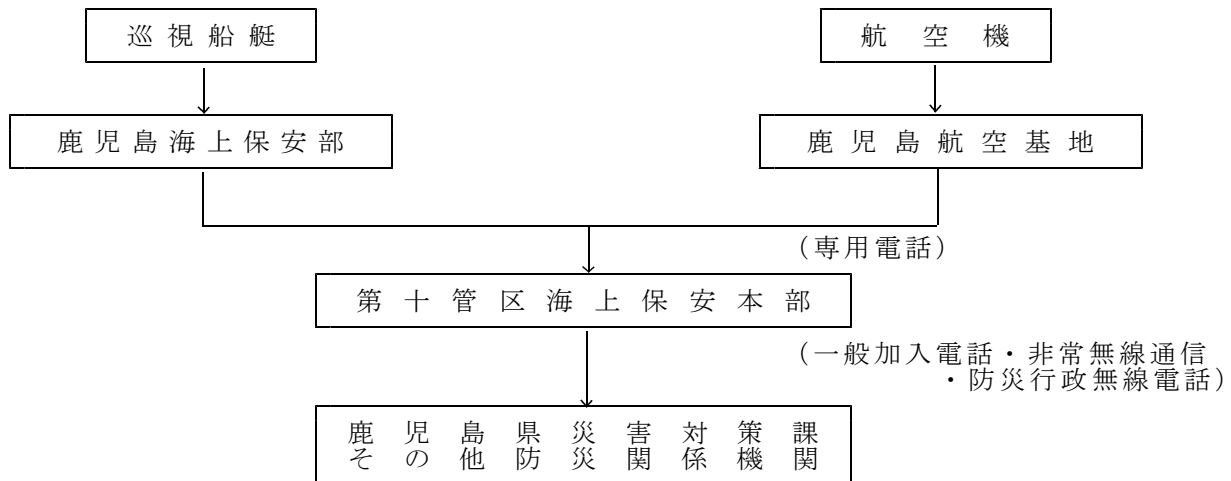 巡視船艇
航空機
鹿児島海上保安部
鹿児島航空基地
(専用電話)
第十管区海上保安本部
(一般加入電話・非常無線通信
・防災行政無線電話)
鹿児島県災害対策課
その他防災関係機関